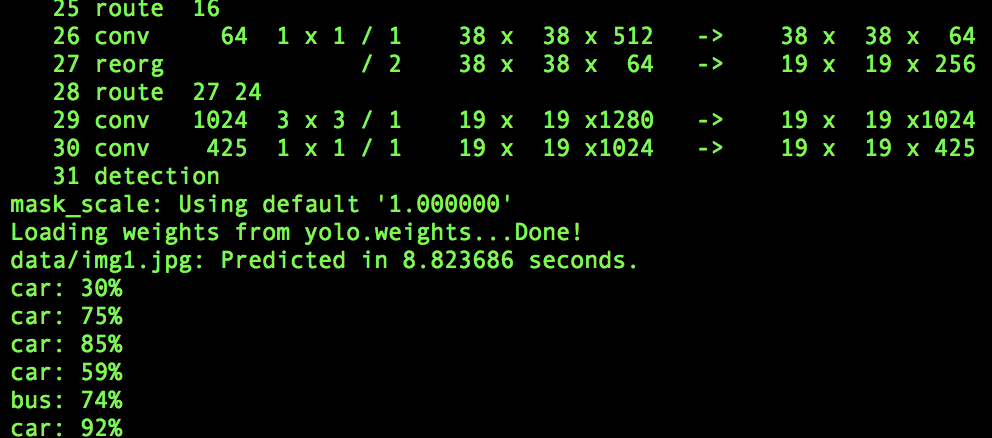 25 route  16
26 conv     64  1 x 1 / 1    38 x  38 x 512   ->    38 x  38 x  64
27 reorg              / 2    38 x  38 x  64   ->    19 x  19 x 256
28 route  27 24
29 conv   1024  3 x 3 / 1    19 x  19 x1280   ->    19 x  19 x1024
30 conv    425  1 x 1 / 1    19 x  19 x1024   ->    19 x  19 x 425
31 detection
mask_scale: Using default '1.000000'
Loading weights from yolo.weights...Done!
data/img1.jpg: Predicted in 8.823686 seconds.
car: 30%
car: 75%
car: 85%
car: 59%
bus: 74%
car: 92%